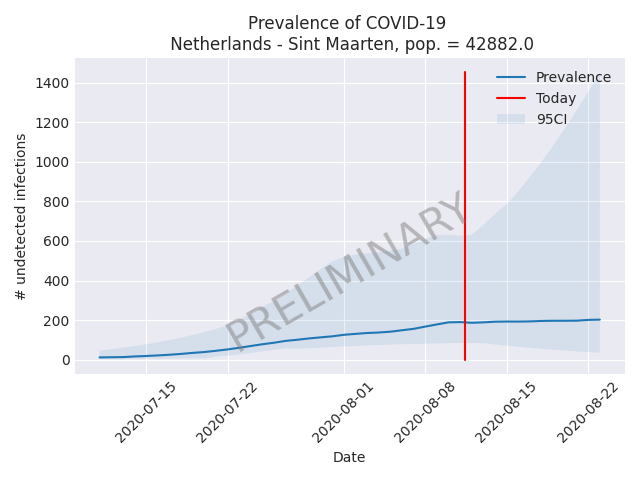 Prevalence of COVID-19
Netherlands - Sint Maarten, pop. = 42882.0
1400
1200
1000
800
600
400
200
0
# undetected infections
Prevalence
Today
95CI
PRELIMINARY
2020-07-15
2020-07-22
2020-08-01
2020-08-08
2020-08-15
2020-08-22
Date